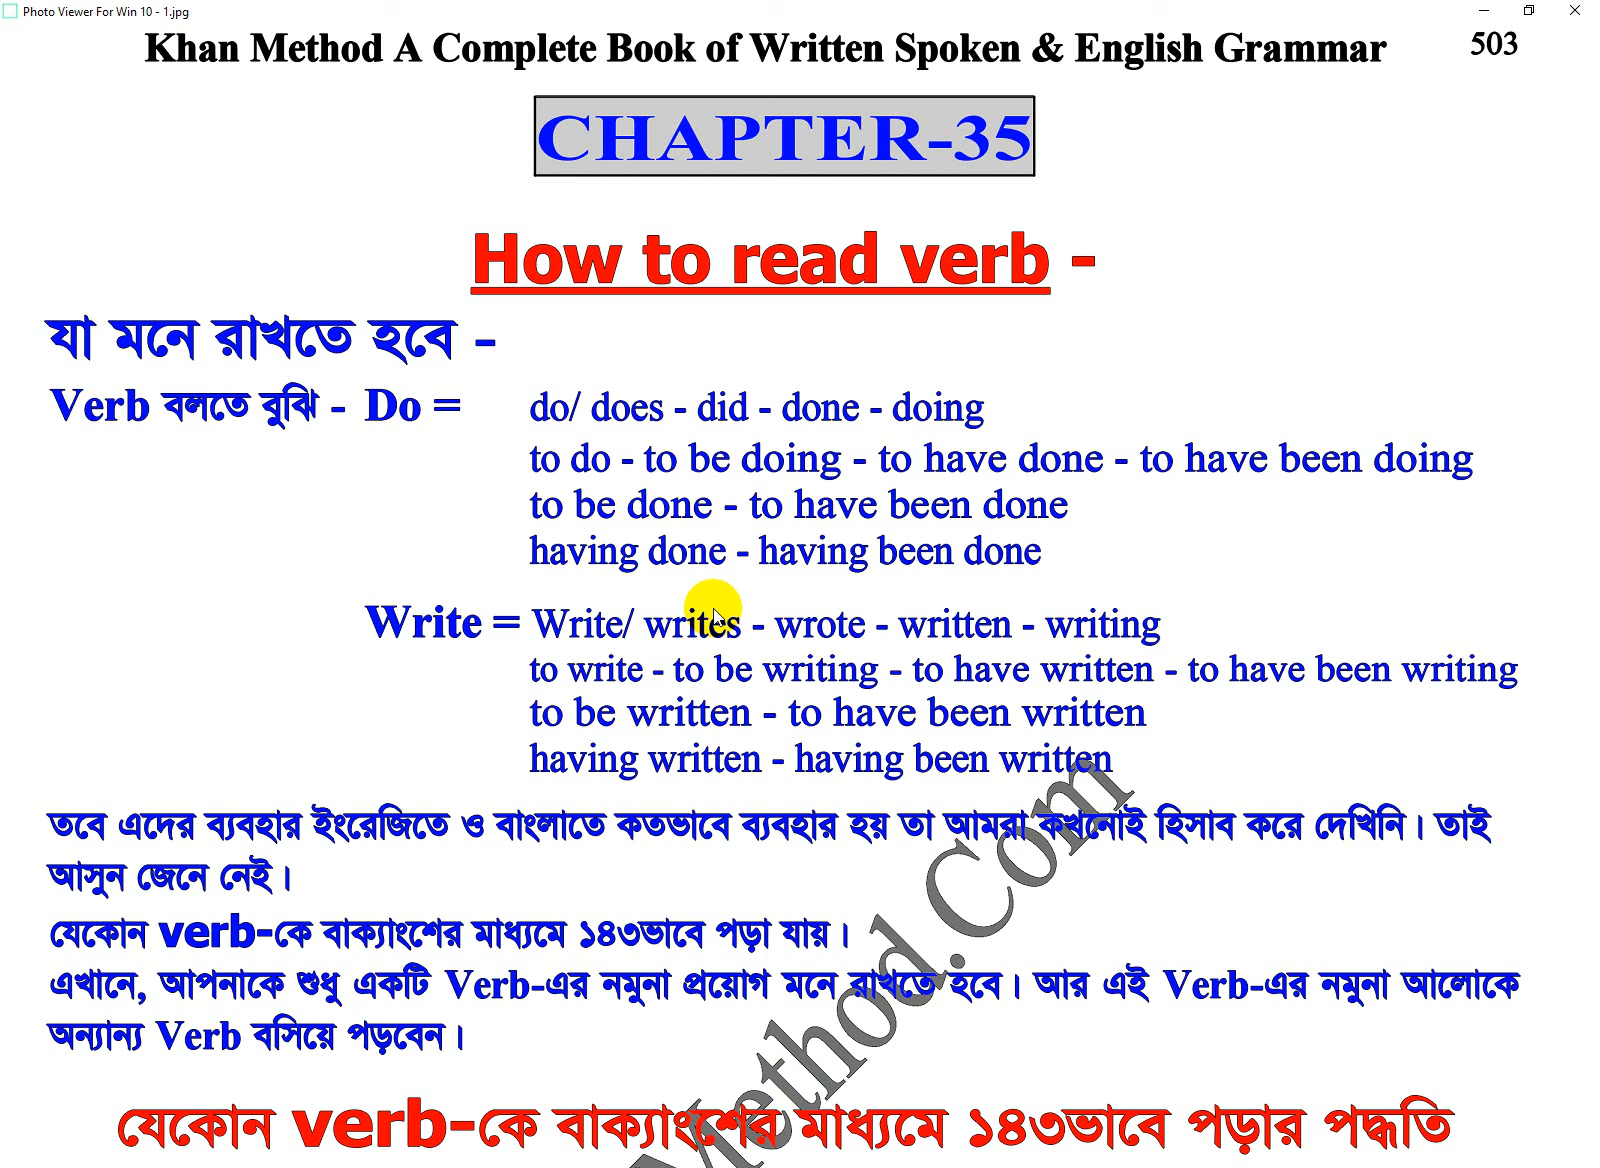 Photo Viewer For Win 10 - 1.jpg
Khan Method A Complete Book of Written Spoken & English Grammar 503
CHAPTER-35
How to read verb -
যা মনে রাখতে হবে -
Verb বলতে বুঝি - Do = do/ does - did - done - doing
to do - to be doing - to have done - to have been doing
to be done - to have been done
having done - having been done
Write = Write/ writes - wrote - written - writing
to write - to be writing - to have written - to have been writing
to be written - to have been written
having written - having been written
তবে এদের ব্যবহার ইংরেজিতে ও বাংলাতে কতভাবে ব্যবহার হয় তা আমরা কখনোই হিসাব করে দেখিনি। তাই
আসুন জেনে নেই।
যেকোন verb-কে বাক্যাংশের মাধ্যমে ১৪৩ভাবে পড়া যায়।
এখানে, আপনাকে শুধু একটি Verb-এর নমুনা প্রয়োগ মনে রাখতে হবে। আর এই Verb-এর নমুনা আলোকে
অন্যান্য Verb বসিয়ে পড়বেন।
যেকোন verb-কে বাক্যাংশের মাধ্যমে ১৪৩ভাবে পড়ার পদ্ধতি
Method.Com